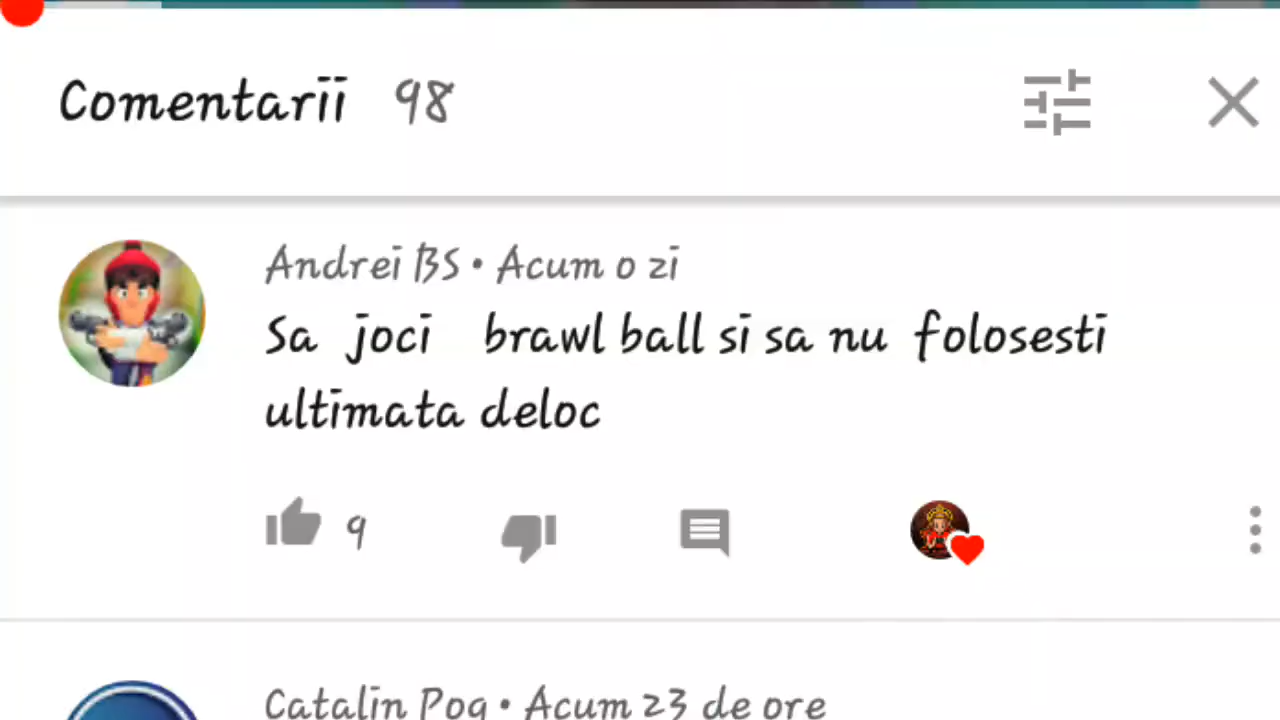 Comentarii 98
Andrei BS • Acum o zi
Sa joci brawl ball si sa nu folosesti
ultimata deloc
9
Catalin Pog • Acum 23 de ore